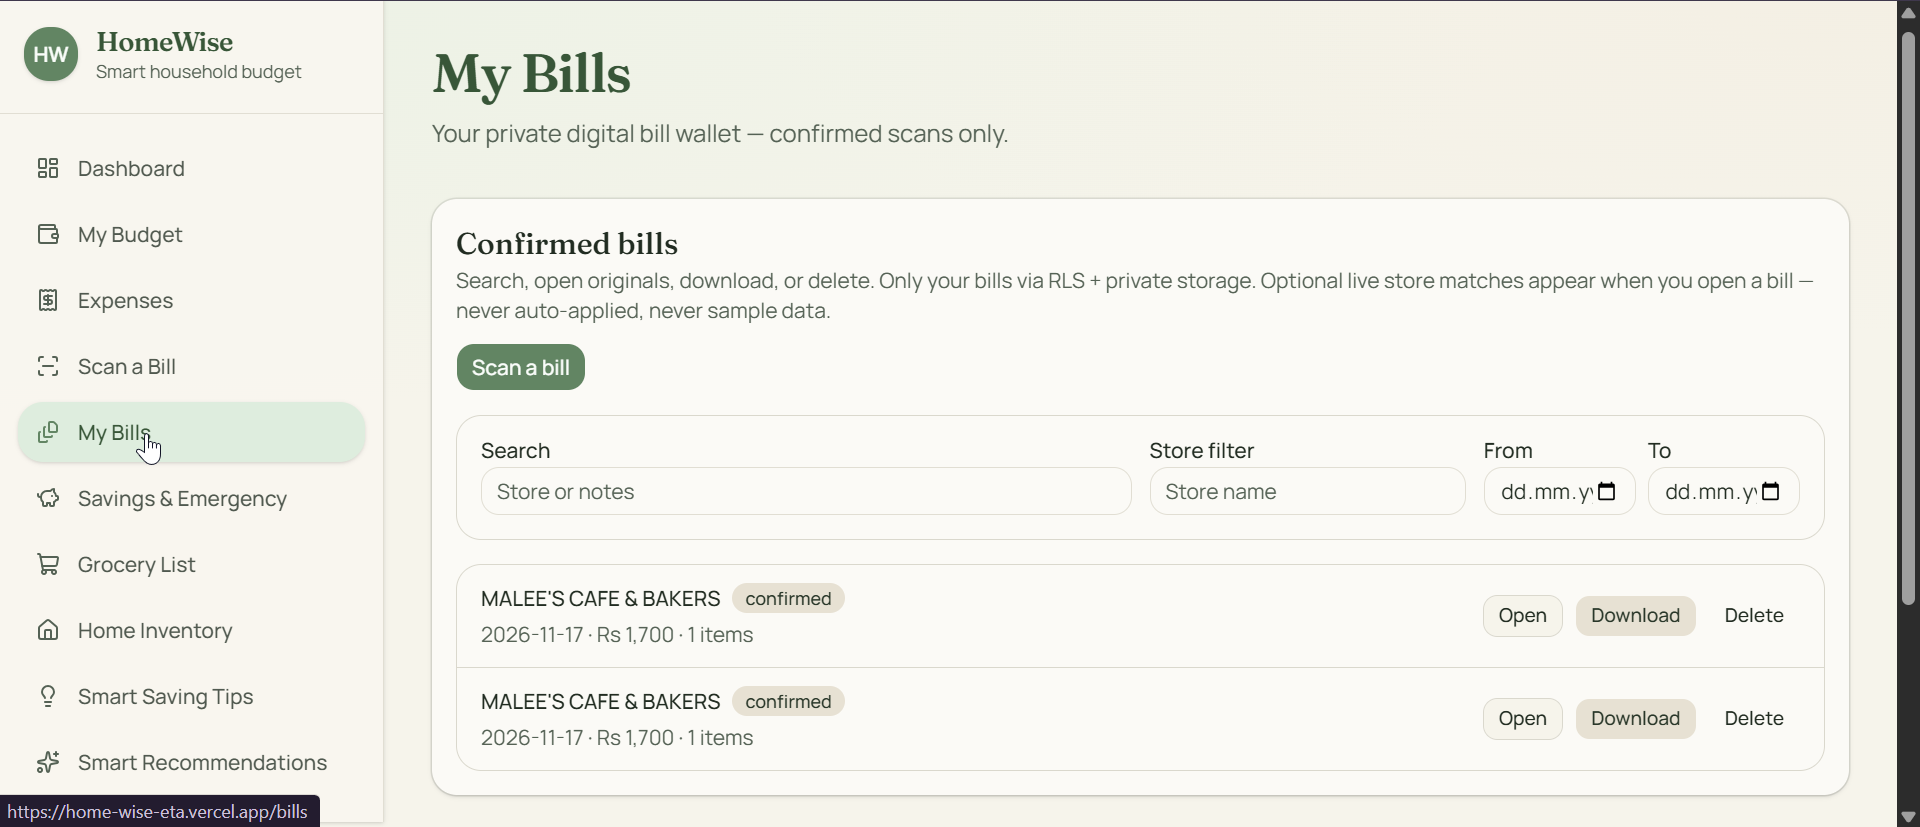 HW
HomeWise
Smart household budget
Dashboard
My Budget
Expenses
Scan a Bill
My Bills
Savings & Emergency
Grocery List
Home Inventory
Smart Saving Tips
Smart Recommendations
https://home-wise-eta.vercel.app/bills
My Bills
Your private digital bill wallet — confirmed scans only.
Confirmed bills
Search, open originals, download, or delete. Only your bills via RLS + private storage. Optional live store matches appear when you open a bill —
never auto-applied, never sample data.
Scan a bill
Search
Store or notes
Store filter
Store name
From
dd.mm.y
To
dd.mm.y
MALEE'S CAFE & BAKERS confirmed
2026-11-17 · Rs 1,700 · 1 items
Open Download Delete
MALEE'S CAFE & BAKERS confirmed
2026-11-17 · Rs 1,700 · 1 items
Open Download Delete